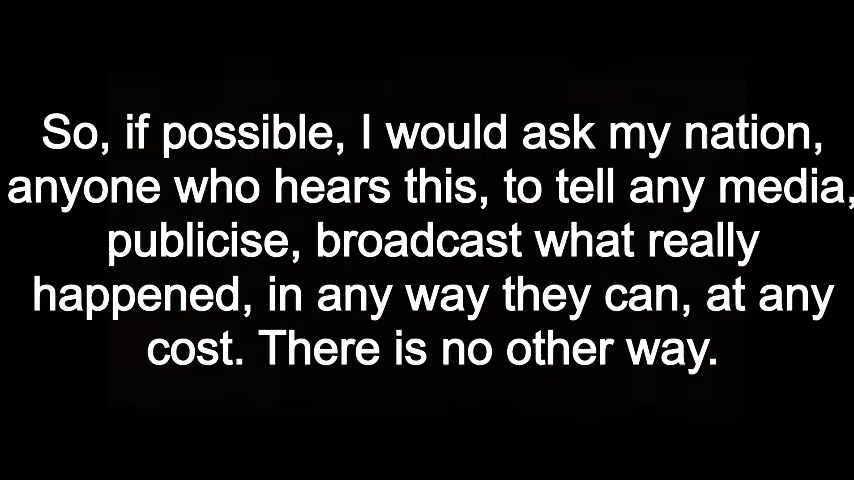 So, if possible, I would ask my nation,
anyone who hears this, to tell any media,
publicise, broadcast what really
happened, in any way they can, at any
cost. There is no other way.